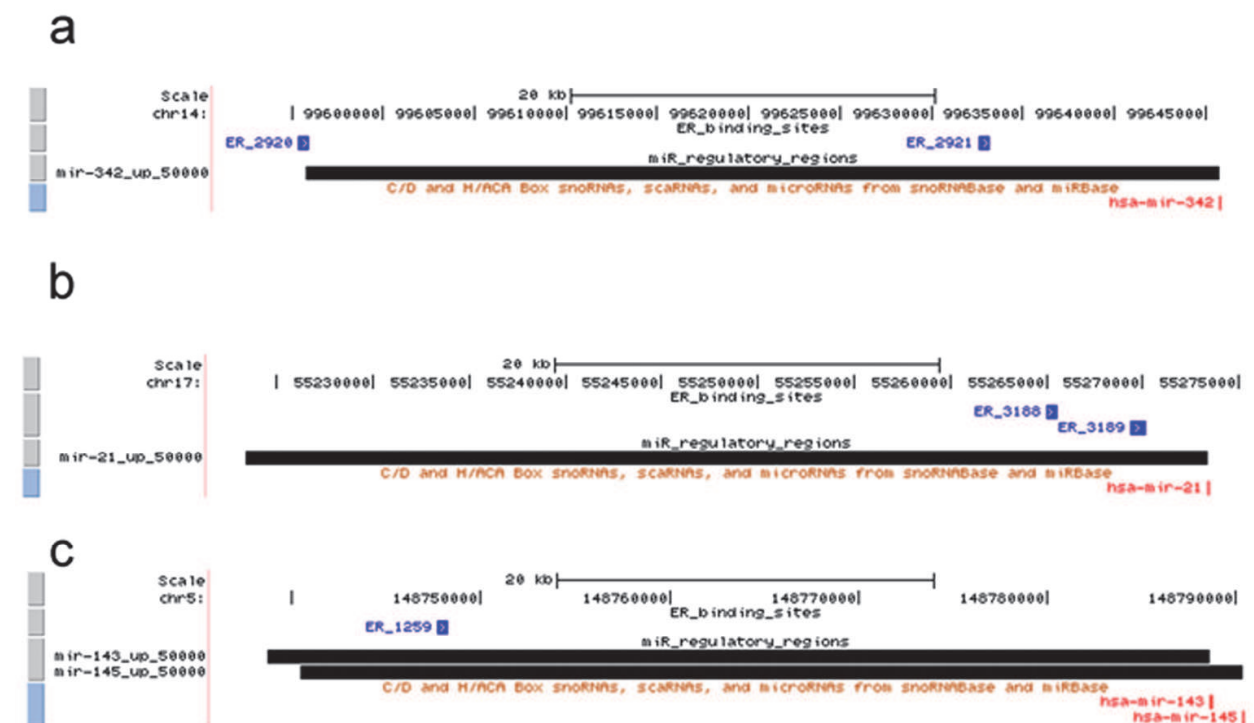 a
Scale 20 kb
chr14: | 99600000| 99605000| 99610000| 99615000| 99620000| 99625000| 99630000| 99635000| 99640000| 99645000|
ER_binding_sites
ER_2920 ER_2921
miR_regulatory_regions
mir-342_up_50000
C/D and H/ACA Box snoRNAs, scaRNAs, and microRNAs from snoRNABase and miRBase
hsa-mir-342
b
Scale 20 kb
chr17: | 55230000| 55235000| 55240000| 55245000| 55250000| 55255000| 55260000| 55265000| 55270000| 55275000|
ER_binding_sites
ER_3188
ER_3189
miR_regulatory_regions
mir-21_up_50000
C/D and H/ACA Box snoRNAs, scaRNAs, and microRNAs from snoRNABase and miRBase
hsa-mir-21
c
Scale 20 kb
chr5: | 148750000| 148760000| 148770000| 148780000| 148790000|
ER_binding_sites
ER_1259
miR_regulatory_regions
mir-143_up_50000
mir-145_up_50000
C/D and H/ACA Box snoRNAs, scaRNAs, and microRNAs from snoRNABase and miRBase
hsa-mir-143
hsa-mir-145